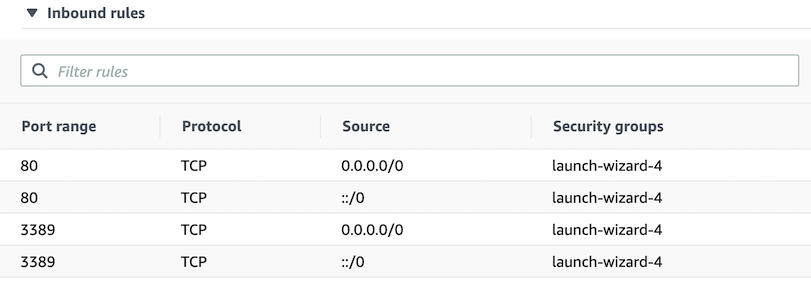 Inbound rules
Filter rules
Port range Protocol Source Security groups
80 TCP 0.0.0.0/0 launch-wizard-4
80 TCP ::/0 launch-wizard-4
3389 TCP 0.0.0.0/0 launch-wizard-4
3389 TCP ::/0 launch-wizard-4